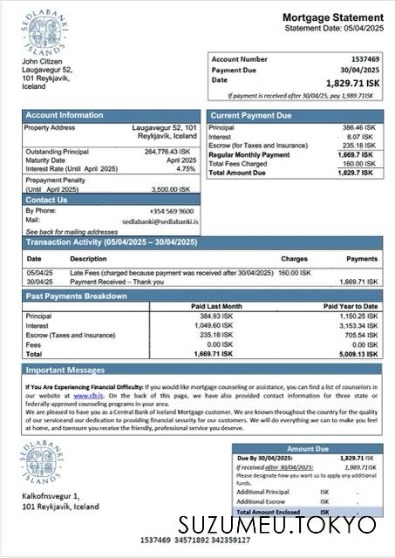 SEDLABANKI
ÍSLANDS
Mortgage Statement
Statement Date: 05/04/2025
John Citizen
Laugavegur 52,
101 Reykjavik,
Iceland
Account Number 1537469
Payment Due 30/04/2025
Date 1,829.71 ISK
If payment is received after 30/04/25, pay 1,989.71ISK
Account Information
Property Address Laugavegur 52, 101
Reykjavik, Iceland
Outstanding Principal 264,776.43 ISK
Maturity Date April 2025
Interest Rate (Until April 2025) 4.75%
Prepayment Penalty
(Until April 2025) 3,500.00 ISK
Contact Us
By Phone: +354 569 9600
Mail: sedlabanki@sedlabanki.is
See back for mailing addresses
Current Payment Due
Principal 386.46 ISK
Interest 8.07 ISK
Escrow (for Taxes and Insurance) 235.18 ISK
Regular Monthly Payment 1,669.7 ISK
Total Fees Charged 160.00 ISK
Total Amount Due 1,829.7 ISK
Transaction Activity (05/04/2025 – 30/04/2025)
Date Description Charges Payments
05/04/25 Late Fees (charged because payment was received after 30/04/2025) 160.00 ISK
30/04/25 Payment Received – Thank you 1,669.71 ISK
Past Payments Breakdown
Paid Last Month Paid Year to Date
Principal 384.93 ISK 1,150.25 ISK
Interest 1,049.60 ISK 3,153.34 ISK
Escrow (Taxes and Insurance) 235.18 ISK 705.54 ISK
Fees 0.00 ISK 0.00 ISK
Total 1,669.71 ISK 5,009.13 ISK
Important Messages
If You Are Experiencing Financial Difficulty: If you would like mortgage counseling or assistance, you can find a list of counselors in
our website at www.cb.is. On the back of this page, we have also provided contact information for three state or
federally-approved counseling programs in your area.
We are pleased to have you as a Central Bank of Iceland Mortgage customer. We are known throughout the country for the quality
of our serviceand our dedication to providing financial security for our customers. We will do everything we can to make you feel
at home, and toensure you receive the friendly, professional service you deserve.
SEDLABANKI
ÍSLANDS
Kalkofnsvegur 1,
101 Reykjavík, Iceland
Amount Due
Due By 30/04/2025: 1,829.71 ISK
If received after 30/04/2025: 1,989.71ISK
Please designate how you want us to apply any additional
funds.
Additional Principal ISK .
Additional Escrow ISK .
Total Amount Enclosed ISK .
SUZUMEU.TOKYO
1537469 34571892 342359127